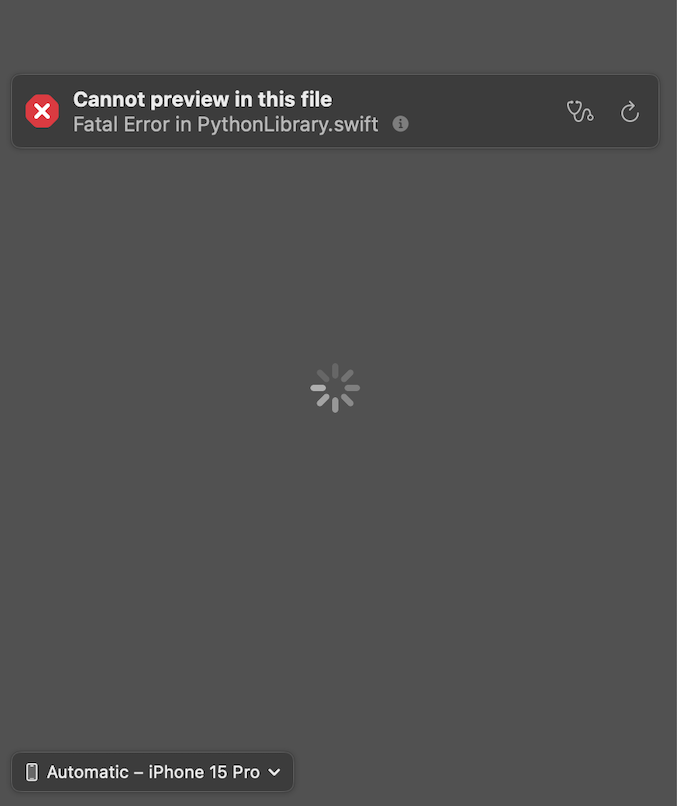 Cannot preview in this file
Fatal Error in PythonLibrary.swift
Automatic – iPhone 15 Pro